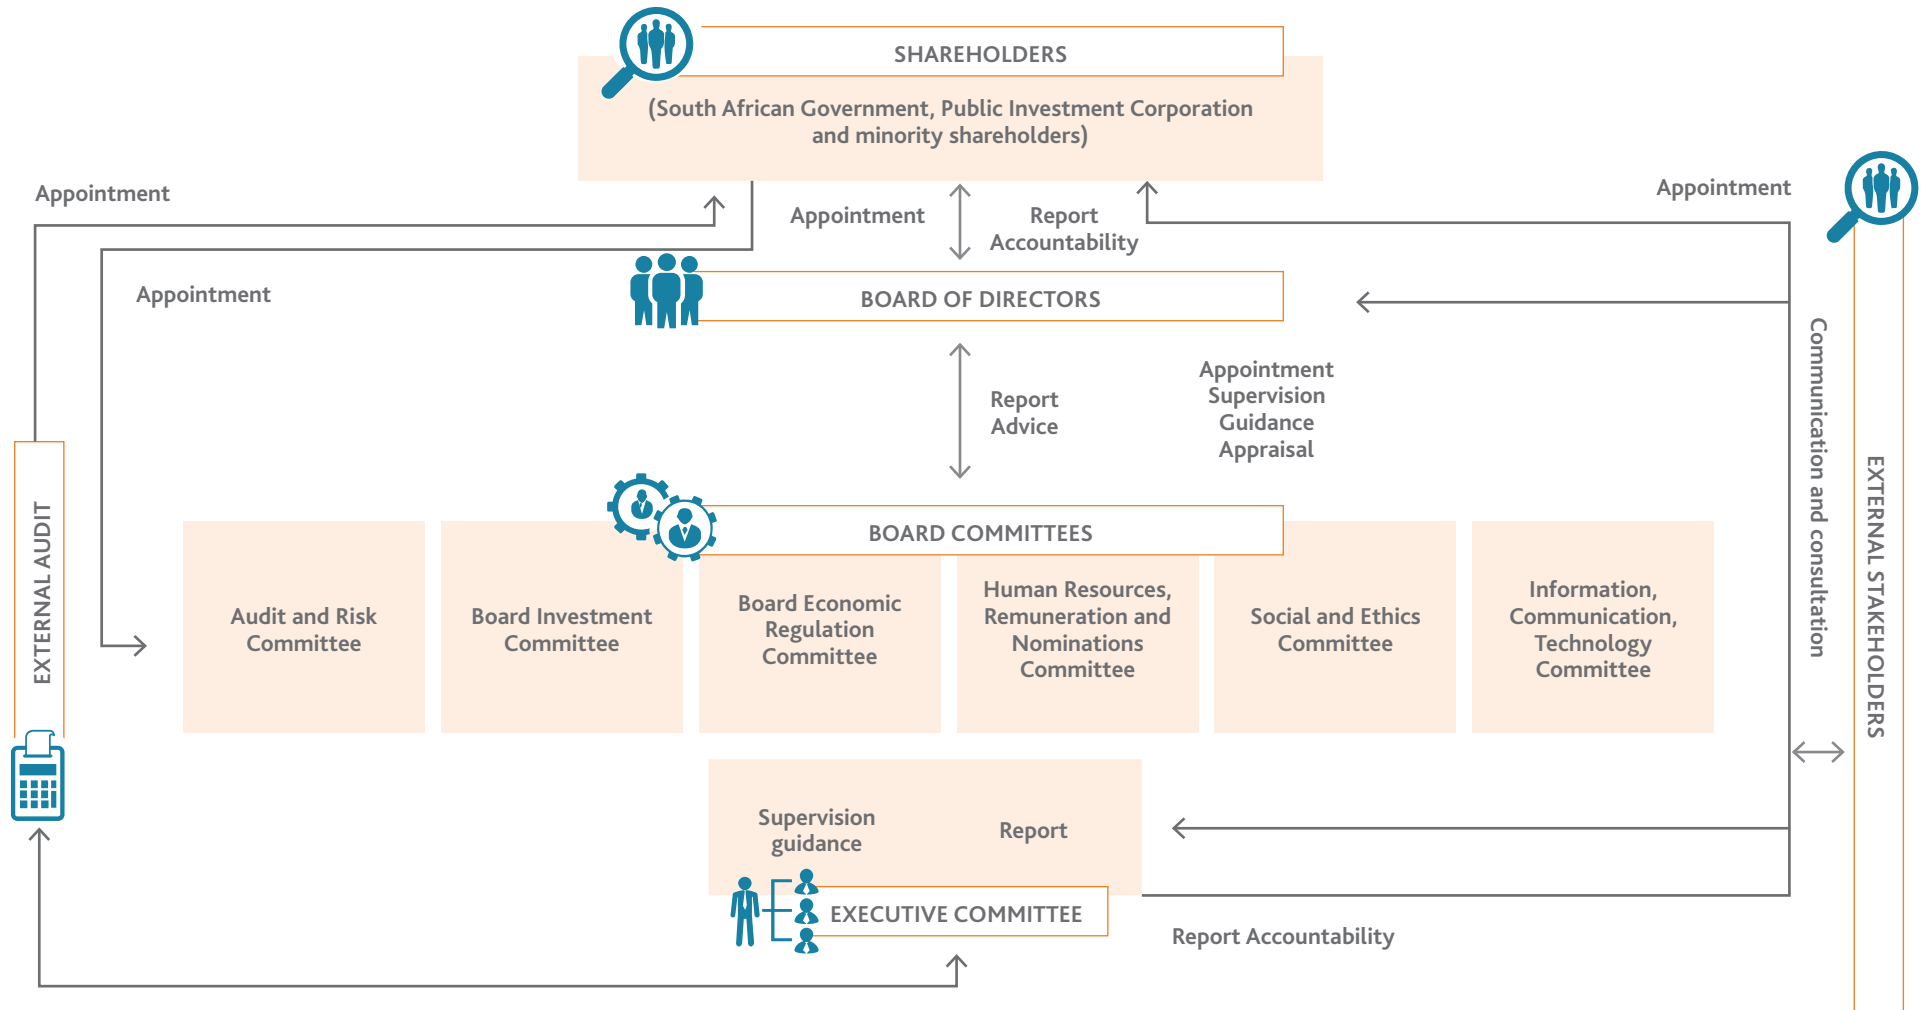 SHAREHOLDERS
(South African Government, Public Investment Corporation
and minority shareholders)
Appointment
Appointment
Appointment
Report
Accountability
Appointment
BOARD OF DIRECTORS
Appointment
Supervision
Guidance
Appraisal
Report
Advice
Communication and consultation
EXTERNAL STAKEHOLDERS
EXTERNAL AUDIT
BOARD COMMITTEES
Audit and Risk
Committee
Board Investment
Committee
Board Economic
Regulation
Committee
Human Resources,
Remuneration and
Nominations
Committee
Social and Ethics
Committee
Information,
Communication,
Technology
Committee
Supervision
guidance
Report
EXECUTIVE COMMITTEE
Report Accountability